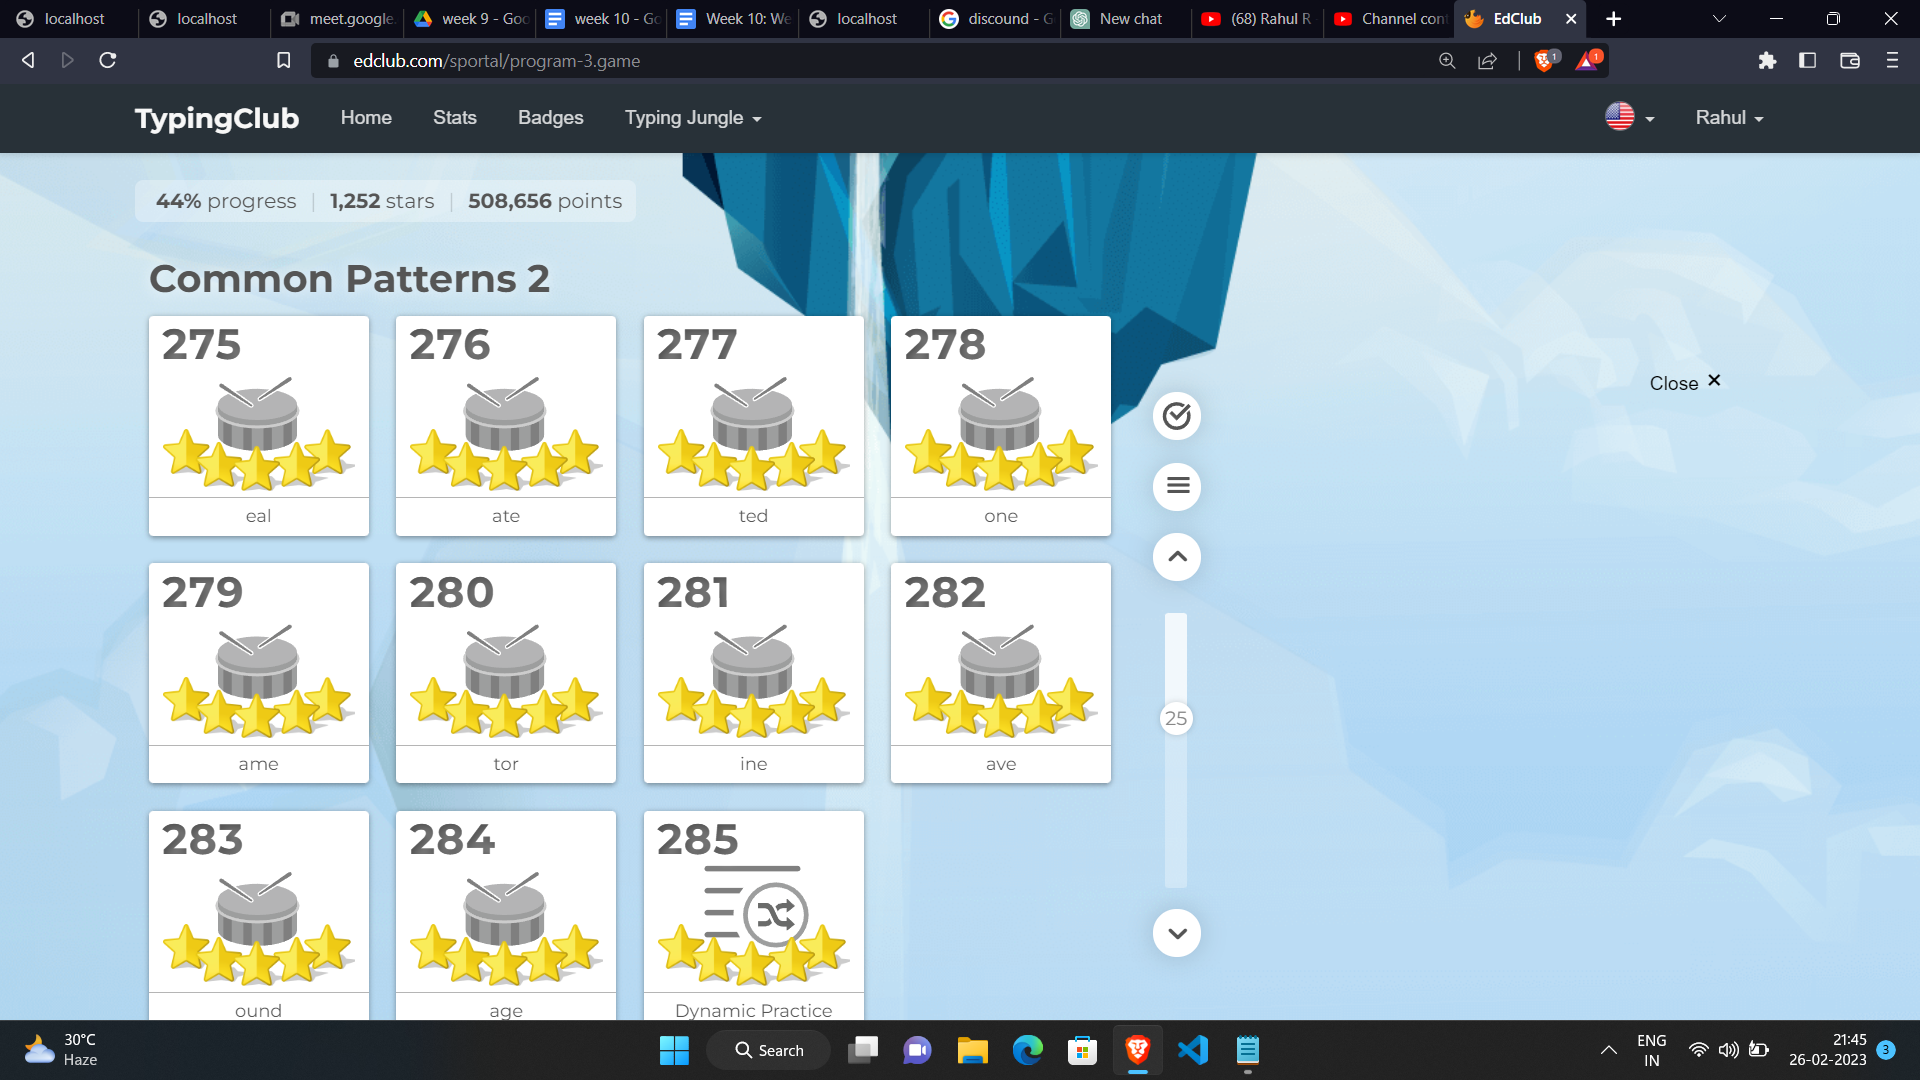 localhost
localhost
meet.google.
week 9 - Goo
week 10 - Go
Week 10: We
localhost
discound - G
New chat
(68) Rahul R
Channel cont
EdClub
edclub.com/sportal/program-3.game
1
1
TypingClub
Home
Stats
Badges
Typing Jungle
Rahul
44% progress | 1,252 stars | 508,656 points
Common Patterns 2
275
276
277
278
eal
ate
ted
one
Close ×
279
280
281
282
25
ame
tor
ine
ave
283
284
285
ound
age
Dynamic Practice
30°C
Haze
Search
ENG
IN
21:45
26-02-2023
3